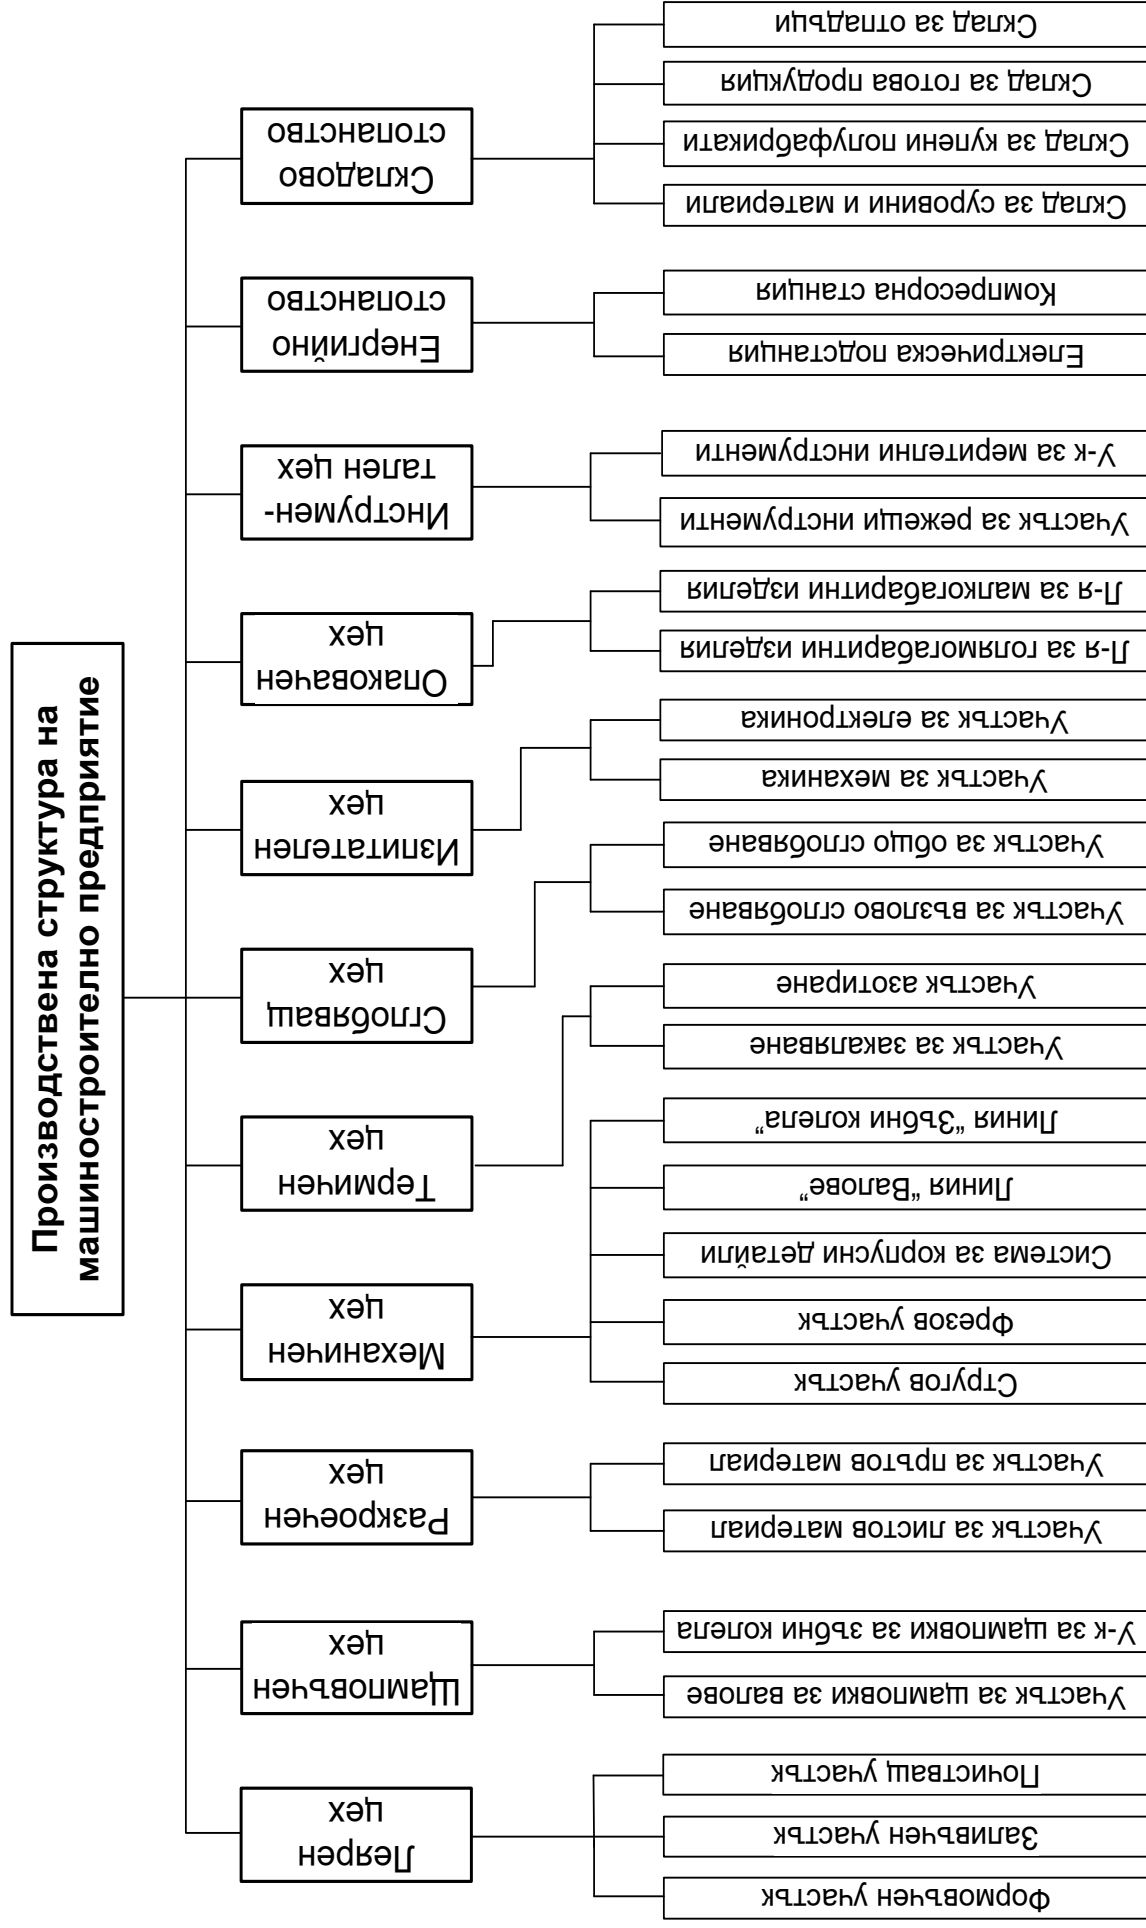 Производствена структура на
машиностроително предприятие
Леярен
цех
Формовъчен участък
Заливъчен участък
Почистващ участък
Щамповъчен
цех
Участък за щамповки за валове
У-к за щамповки за зъбни колела
Разкроечен
цех
Участък за листов материал
Участък за прътов материал
Механичен
цех
Стругов участък
Фрезов участък
Система за корпусни детайли
Линия “Валове”
Линия “Зъбни колела”
Термичен
цех
Участък за закаляване
Участък азотиране
Сглобяващ
цех
Участък за възлово сглобяване
Участък за общо сглобяване
Изпитателен
цех
Участък за механика
Участък за електроника
Опаковачен
цех
Л-я за голямогабаритни изделия
Л-я за малкогабаритни изделия
Инструмен-
тален цех
Участък за режещи инструменти
У-к за мерителни инструменти
Енергийно
стопанство
Електрическа подстанция
Компресорна станция
Складово
стопанство
Склад за суровини и материали
Склад за купени полуфабрикати
Склад за готова продукция
Склад за отпадъци